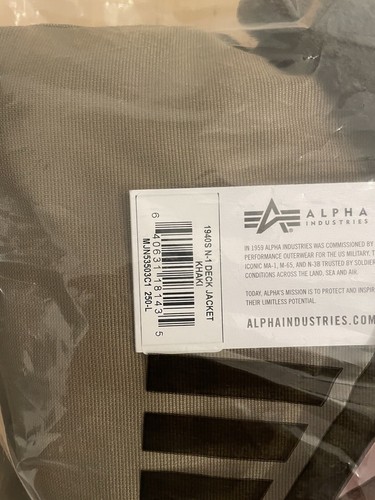 ALPHA
INDUSTRIES
IN 1959 ALPHA INDUSTRIES WAS COMMISSIONED BY
PERFORMANCE OUTERWEAR FOR THE US MILITARY, T
ICONIC MA-1, M-65, AND N-3B TRUSTED BY SOLDIER
CONDITIONS ACROSS THE LAND, SEA AND AIR.
TODAY, ALPHA'S MISSION IS TO PROTECT AND INSPIR
THEIR LIMITLESS POTENTIAL.
ALPHAINDUSTRIES.COM
1940S N-1 DECK JACKET
KHAKI
6 40631 18143 5
MJN53503C1 250-L